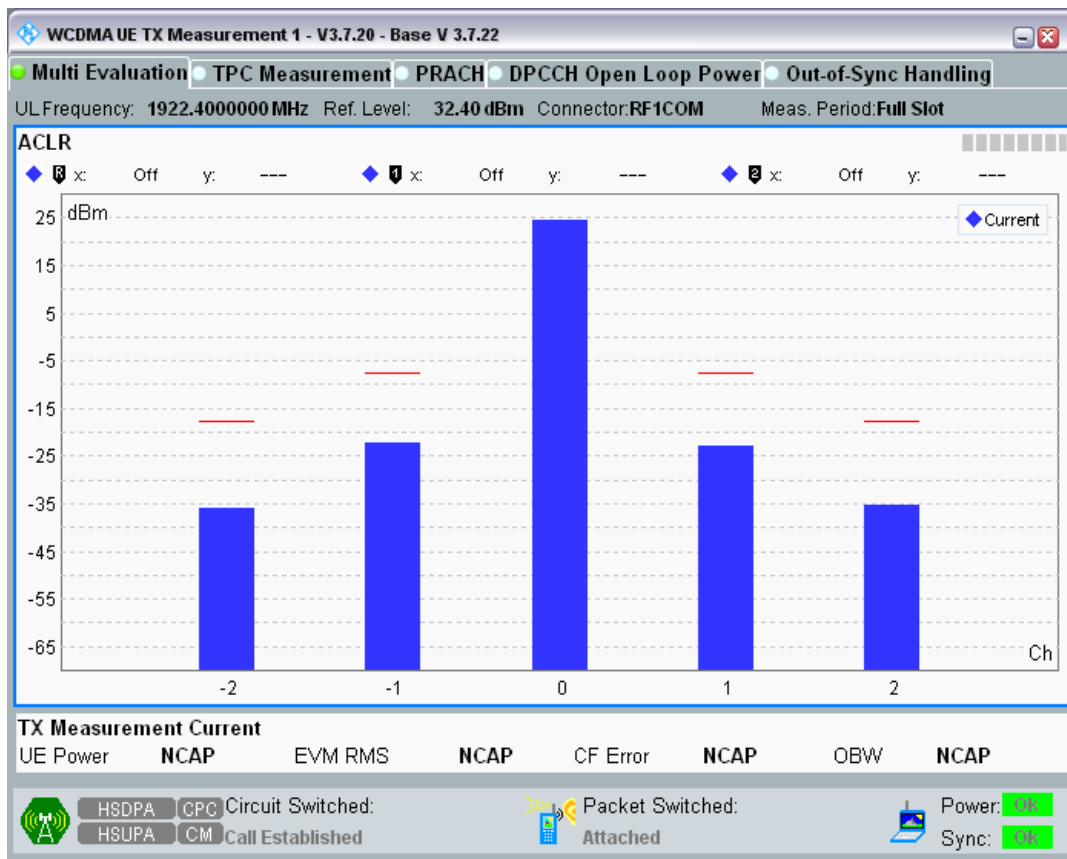 WCDMA UE TX Measurement 1 - V3.7.20 - Base V 3.7.22
Multi Evaluation TPC Measurement PRACH DPCCH Open Loop Power Out-of-Sync Handling
UL Frequency: 1922.4000000 MHz Ref. Level: 32.40 dBm Connector:RF1COM Meas. Period:Full Slot
ACLR
R x: Off y: --- 1 x: Off y: --- 2 x: Off y: ---
dBm
Current
25
15
5
-5
-15
-25
-35
-45
-55
-65
Ch
-2 -1 0 1 2
TX Measurement Current
UE Power NCAP EVM RMS NCAP CF Error NCAP OBW NCAP
HSDPA CPC Circuit Switched: Packet Switched: Power: Ok
HSUPA CM Call Established Attached Sync: Ok